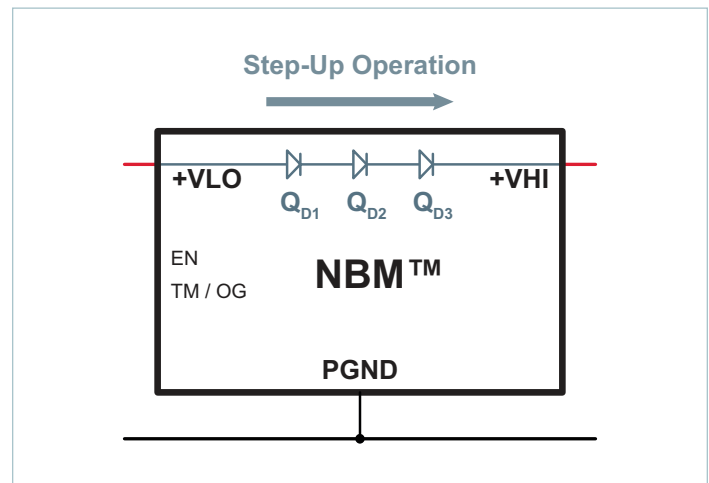 Step-Up Operation
+VLO +VHI
QD1 QD2 QD3
EN
NBM™
TM / OG
PGND